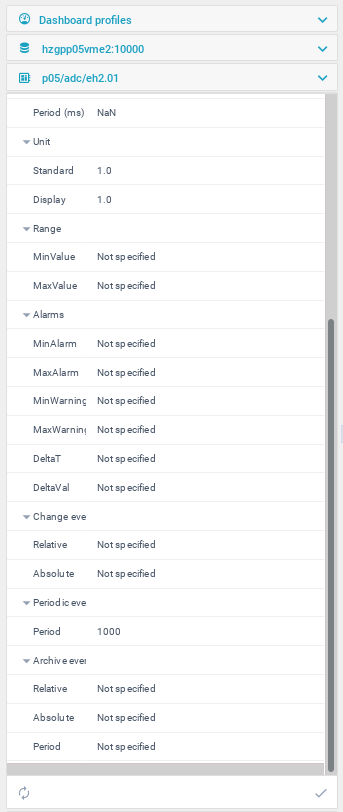 Dashboard profiles
hzgpp05vme2:10000
p05/adc/eh2.01
Period (ms) NaN
Unit
Standard 1.0
Display 1.0
Range
MinValue Not specified
MaxValue Not specified
Alarms
MinAlarm Not specified
MaxAlarm Not specified
MinWarning Not specified
MaxWarning Not specified
DeltaT Not specified
DeltaVal Not specified
Change eve
Relative Not specified
Absolute Not specified
Periodic eve
Period 1000
Archive ever
Relative Not specified
Absolute Not specified
Period Not specified